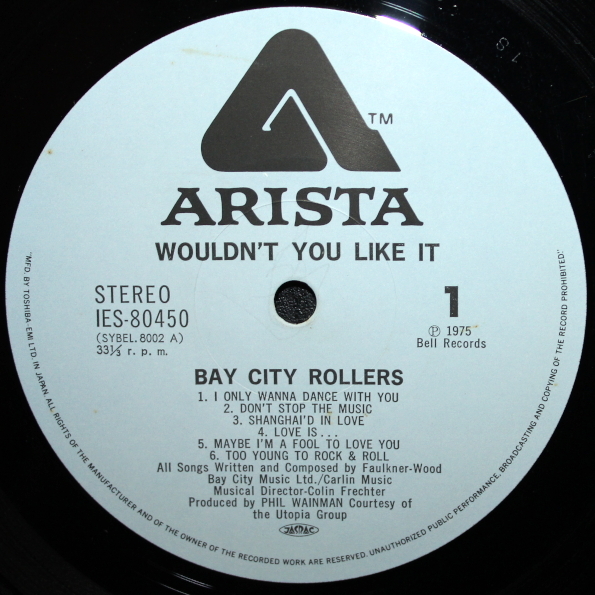 TM
ARISTA
WOULDN'T YOU LIKE IT
STEREO
IES-80450
(SYBEL.8002 A)
33⅓ r. p. m.
1
Ⓟ 1975
Bell Records
BAY CITY ROLLERS
1. I ONLY WANNA DANCE WITH YOU
2. DON'T STOP THE MUSIC
3. SHANGHAI'D IN LOVE
4. LOVE IS...
5. MAYBE I'M A FOOL TO LOVE YOU
6. TOO YOUNG TO ROCK & ROLL
All Songs Written and Composed by Faulkner-Wood
Bay City Music Ltd./Carlin Music
Musical Director-Colin Frechter
Produced by PHIL WAINMAN Courtesy of
the Utopia Group
JASRAC
"MFD. BY TOSHIBA-EMI LTD. IN JAPAN. ALL RIGHTS OF THE MANUFACTURER AND OF THE OWNER OF THE RECORDED WORK ARE RESERVED. UNAUTHORIZED PUBLIC PERFORMANCE, BROADCASTING AND COPYING OF THE RECORD PROHIBITED."